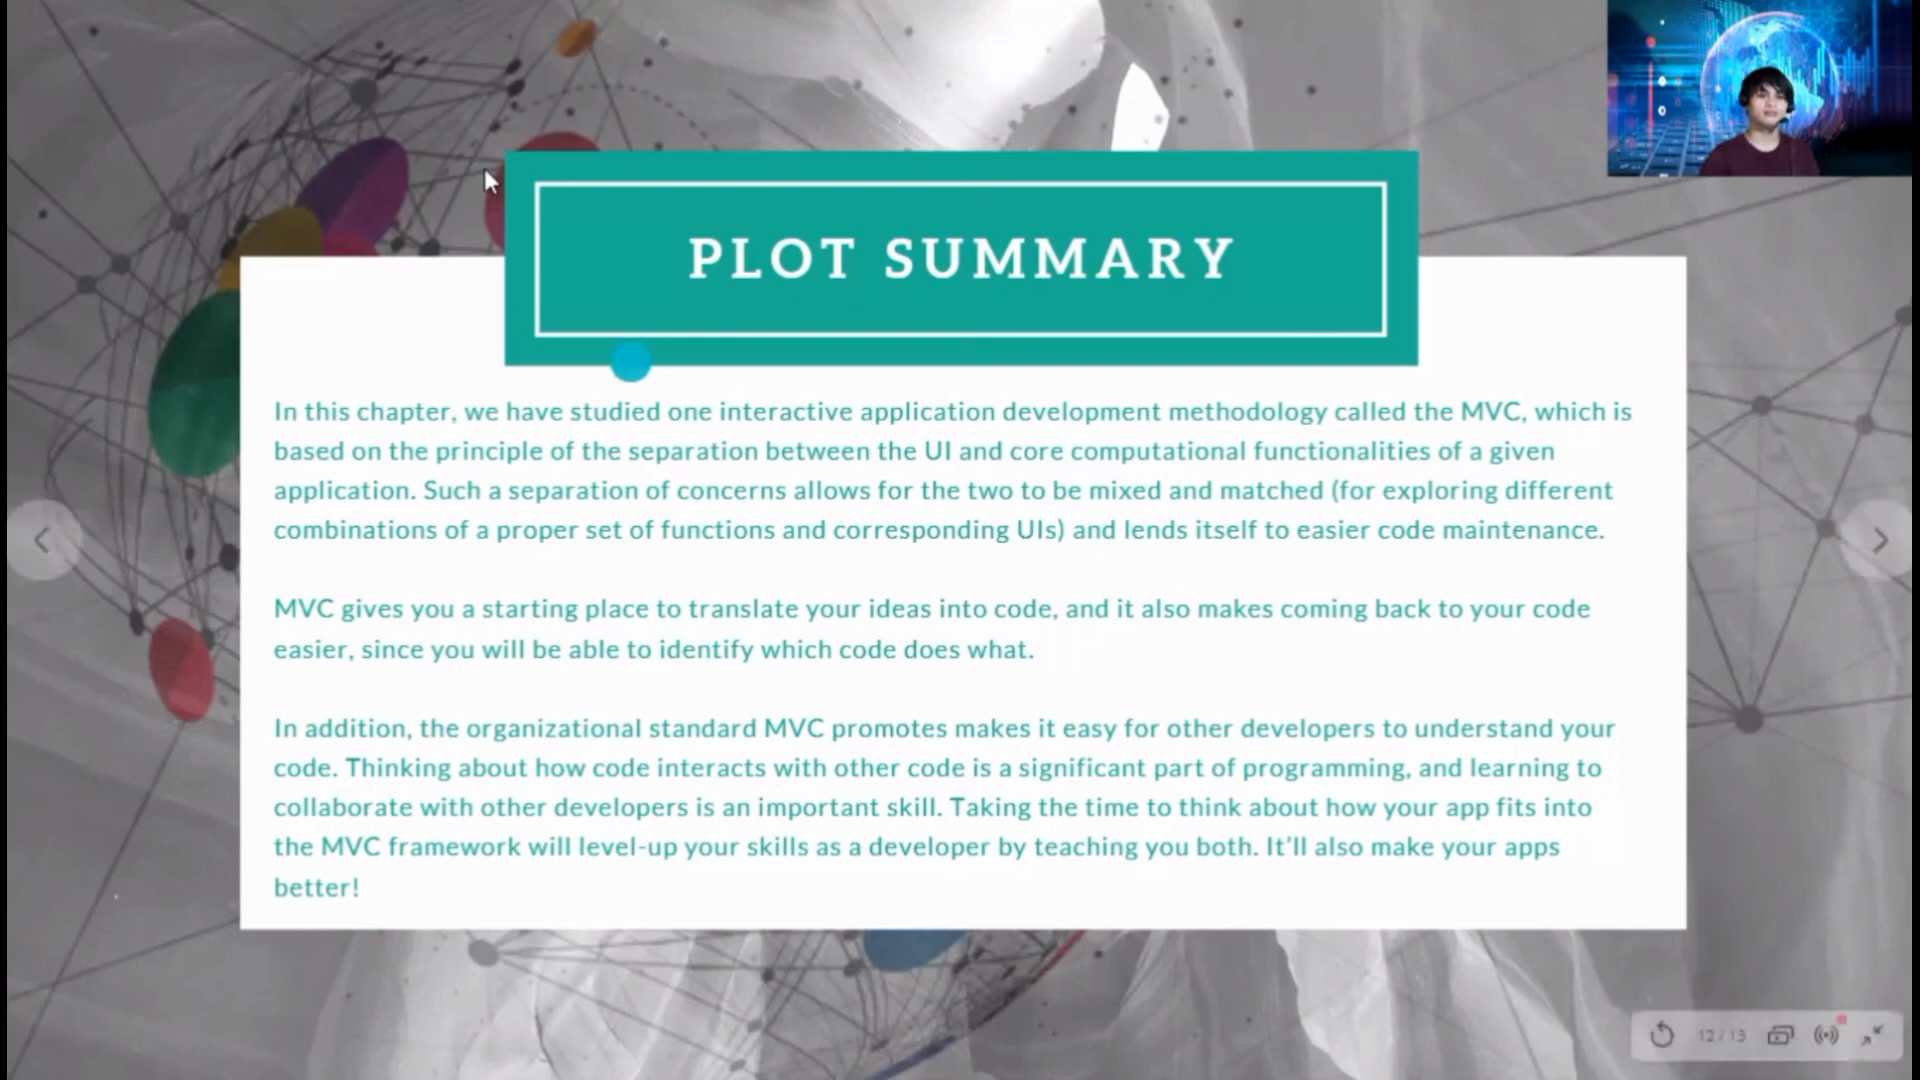 PLOT SUMMARY
In this chapter, we have studied one interactive application development methodology called the MVC, which is
based on the principle of the separation between the UI and core computational functionalities of a given
application. Such a separation of concerns allows for the two to be mixed and matched (for exploring different
combinations of a proper set of functions and corresponding UIs) and lends itself to easier code maintenance.
MVC gives you a starting place to translate your ideas into code, and it also makes coming back to your code
easier, since you will be able to identify which code does what.
In addition, the organizational standard MVC promotes makes it easy for other developers to understand your
code. Thinking about how code interacts with other code is a significant part of programming, and learning to
collaborate with other developers is an important skill. Taking the time to think about how your app fits into
the MVC framework will level-up your skills as a developer by teaching you both. It’ll also make your apps
better!
12 / 13